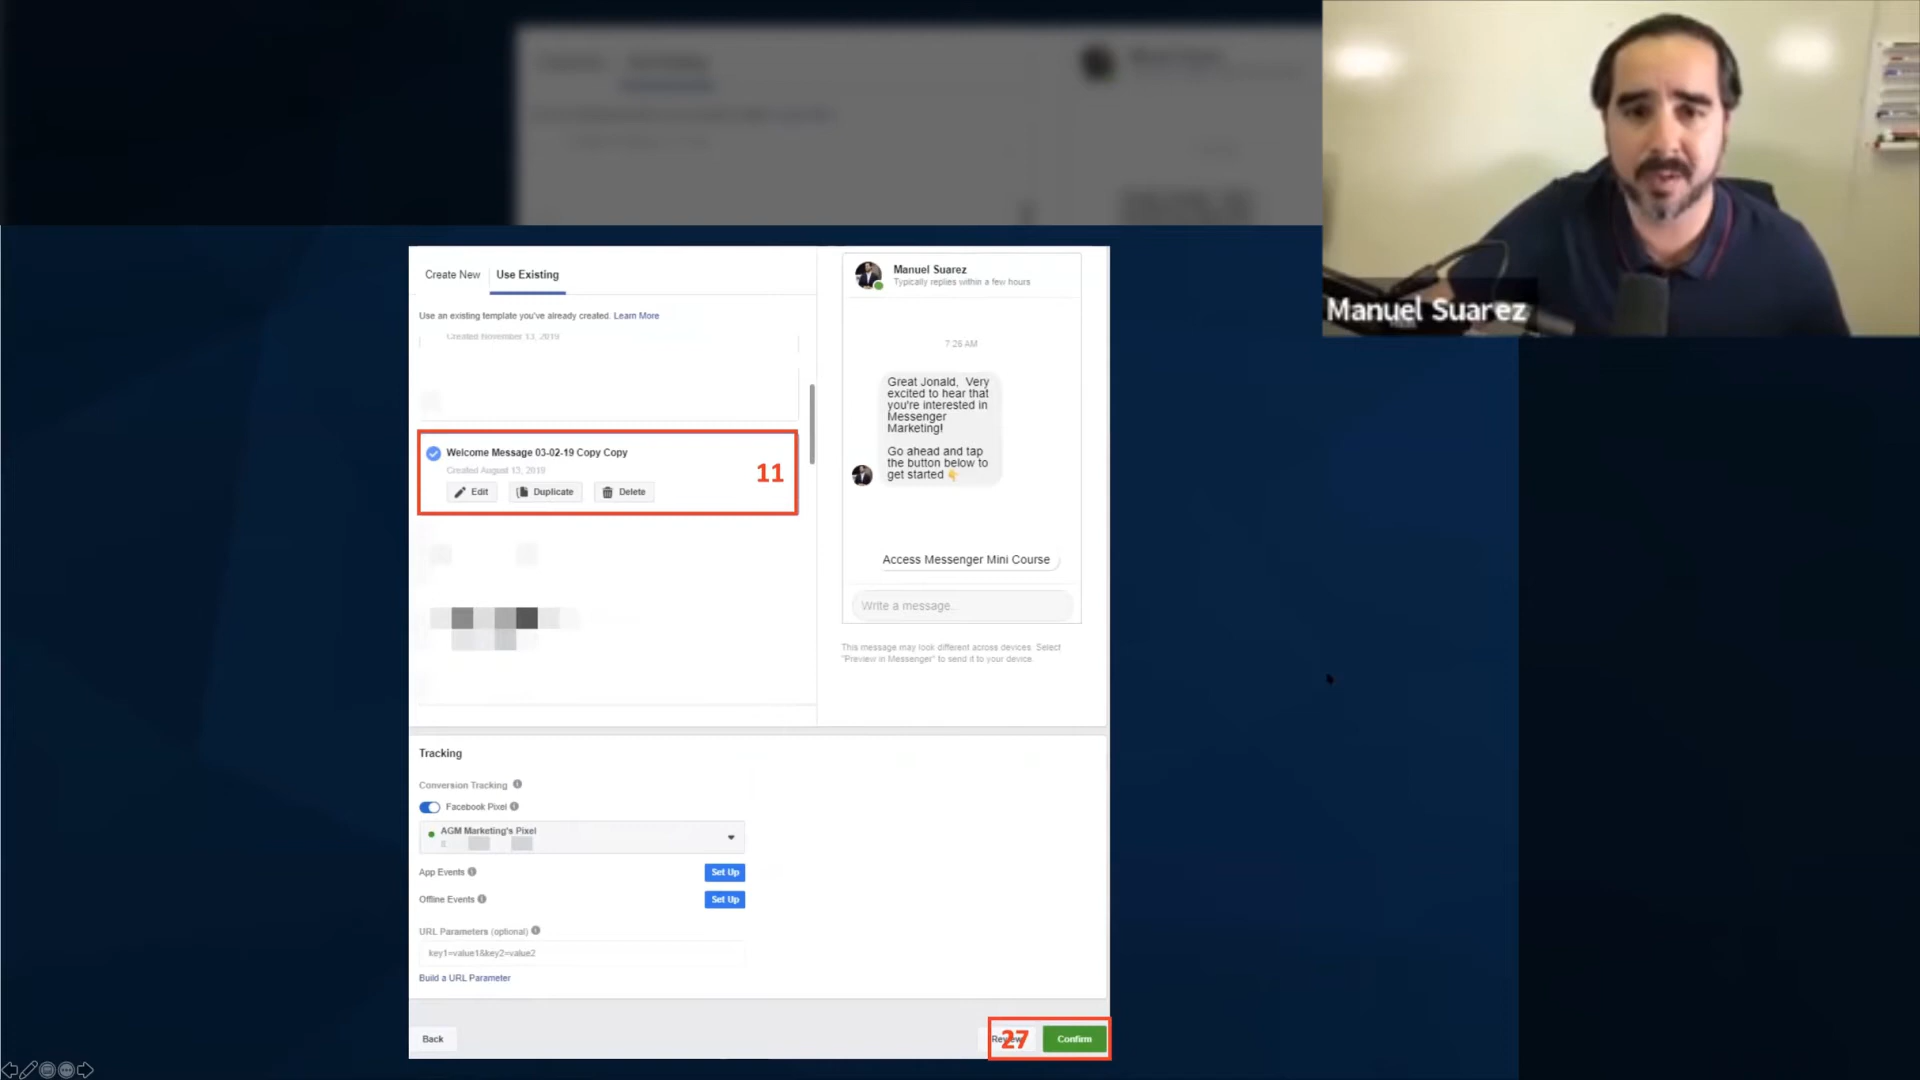 Create New
Use Existing
Use an existing template you've already created. Learn More
Created November 13, 2019
Welcome Message 03-02-19 Copy Copy
Created August 13, 2019
11
Edit
Duplicate
Delete
Manuel Suarez
Typically replies within a few hours
7:26 AM
Great Jonald, Very
excited to hear that
you're interested in
Messenger
Marketing!
Go ahead and tap
the button below to
get started 👇
Access Messenger Mini Course
Write a message..
This message may look different across devices. Select
"Preview in Messenger" to send it to your device.
Tracking
Conversion Tracking
Facebook Pixel
AGM Marketing's Pixel
App Events
Set Up
Offline Events
Set Up
URL Parameters (optional)
key1=value1&key2=value2
Build a URL Parameter
Back
Review
27
Confirm
Manuel Suarez